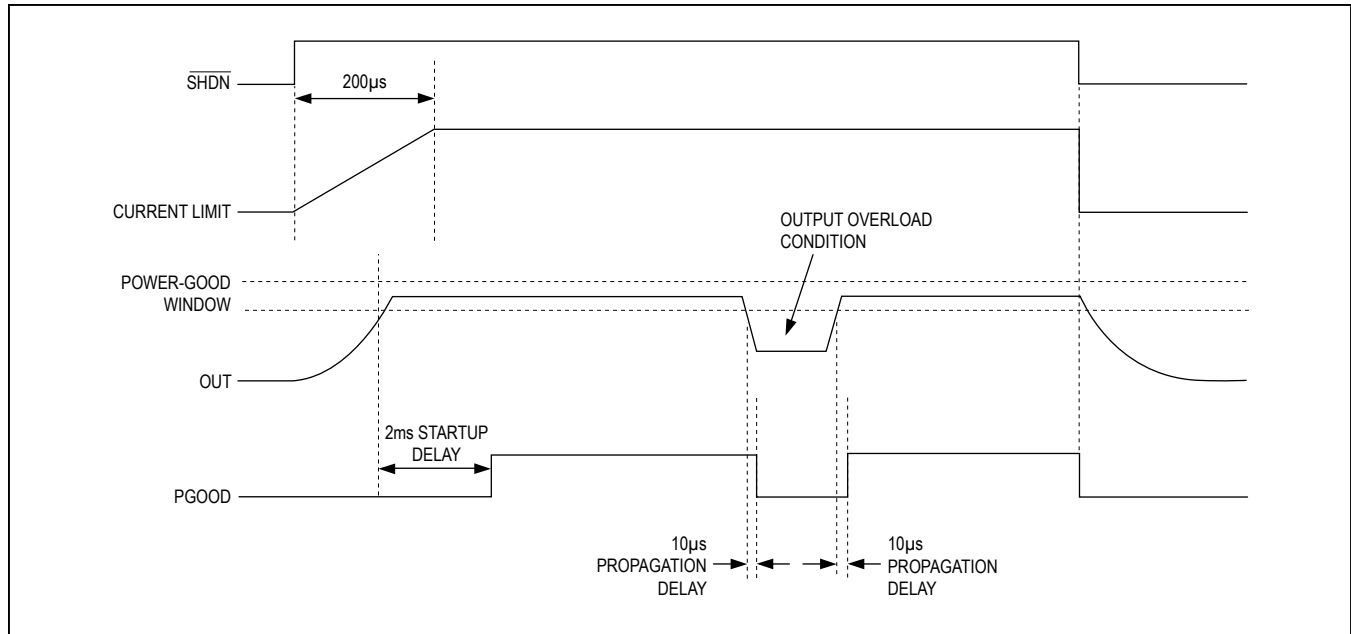 SHDN
200µs
CURRENT LIMIT
OUTPUT OVERLOAD
CONDITION
POWER-GOOD
WINDOW
OUT
2ms STARTUP
DELAY
PGOOD
10µs
PROPAGATION
DELAY
10µs
PROPAGATION
DELAY